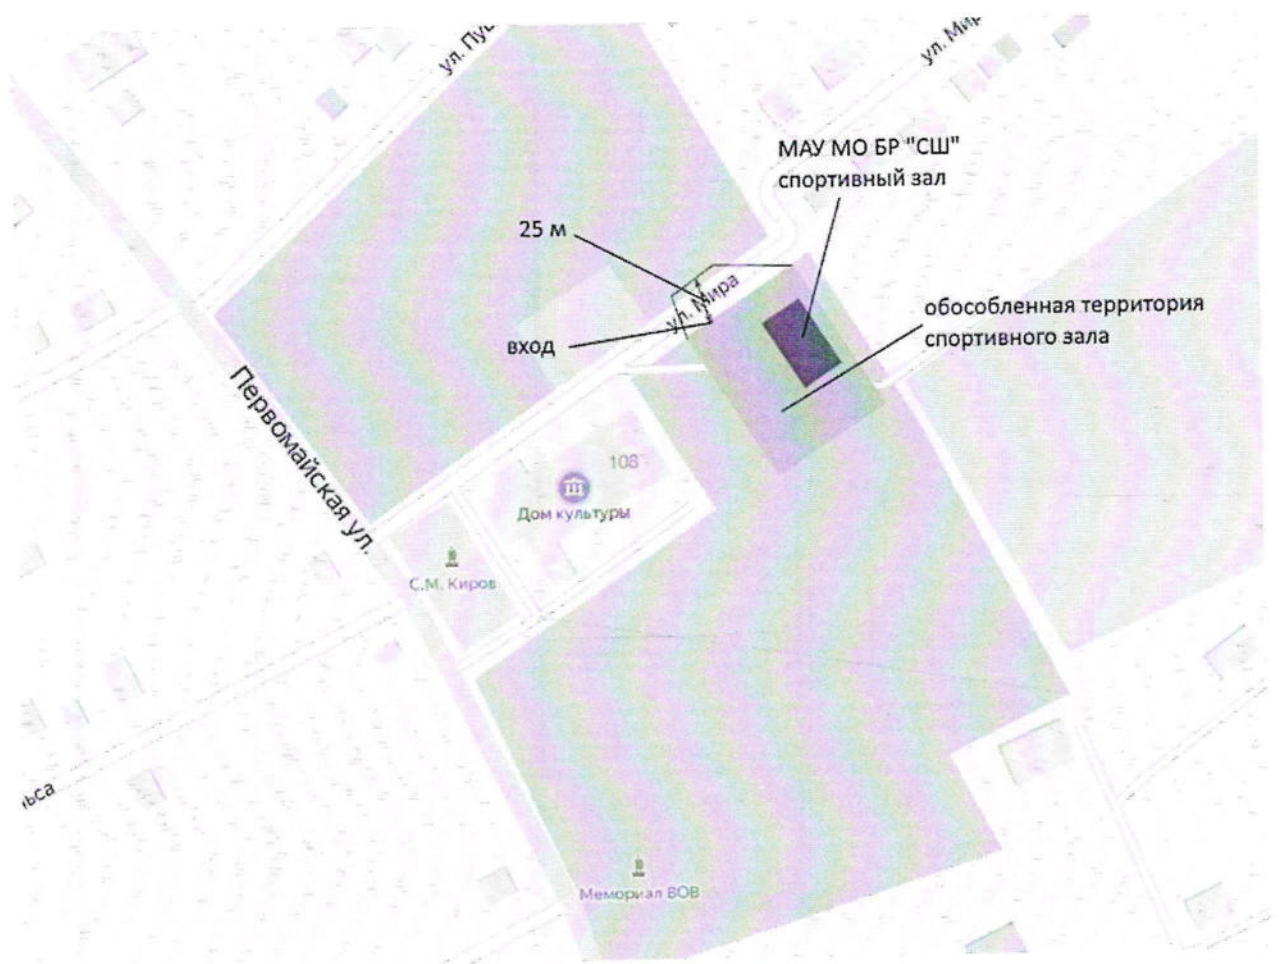 ул. Мира
МАУ МО БР "СШ"
спортивный зал
25 м
ул. Мира
обособленная территория
спортивного зала
вход
Первомайская ул.
108
Дом культуры
С.М. Киров
Мемориал ВОВ